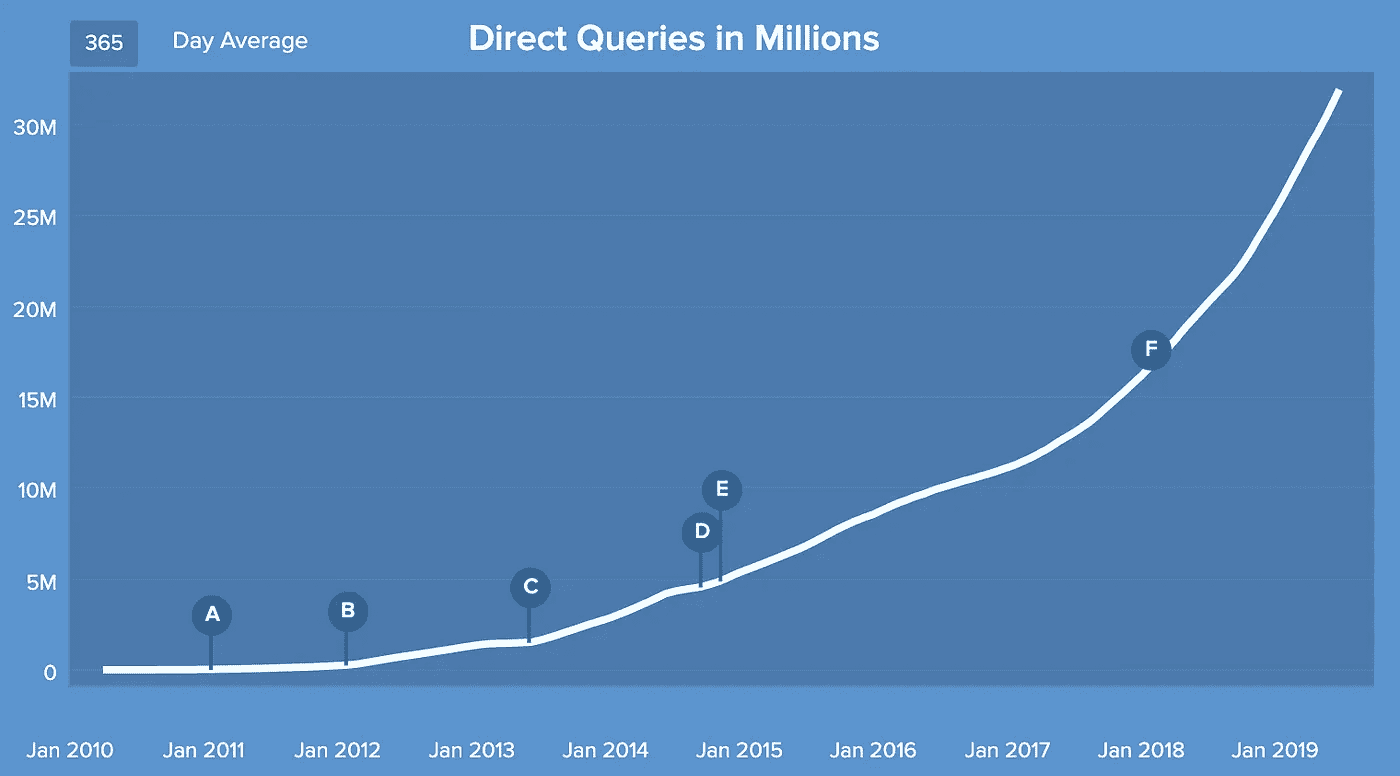 365 Day Average
Direct Queries in Millions
30M
25M
20M
15M
10M
5M
0
A
B
C
D
E
F
Jan 2010
Jan 2011
Jan 2012
Jan 2013
Jan 2014
Jan 2015
Jan 2016
Jan 2017
Jan 2018
Jan 2019